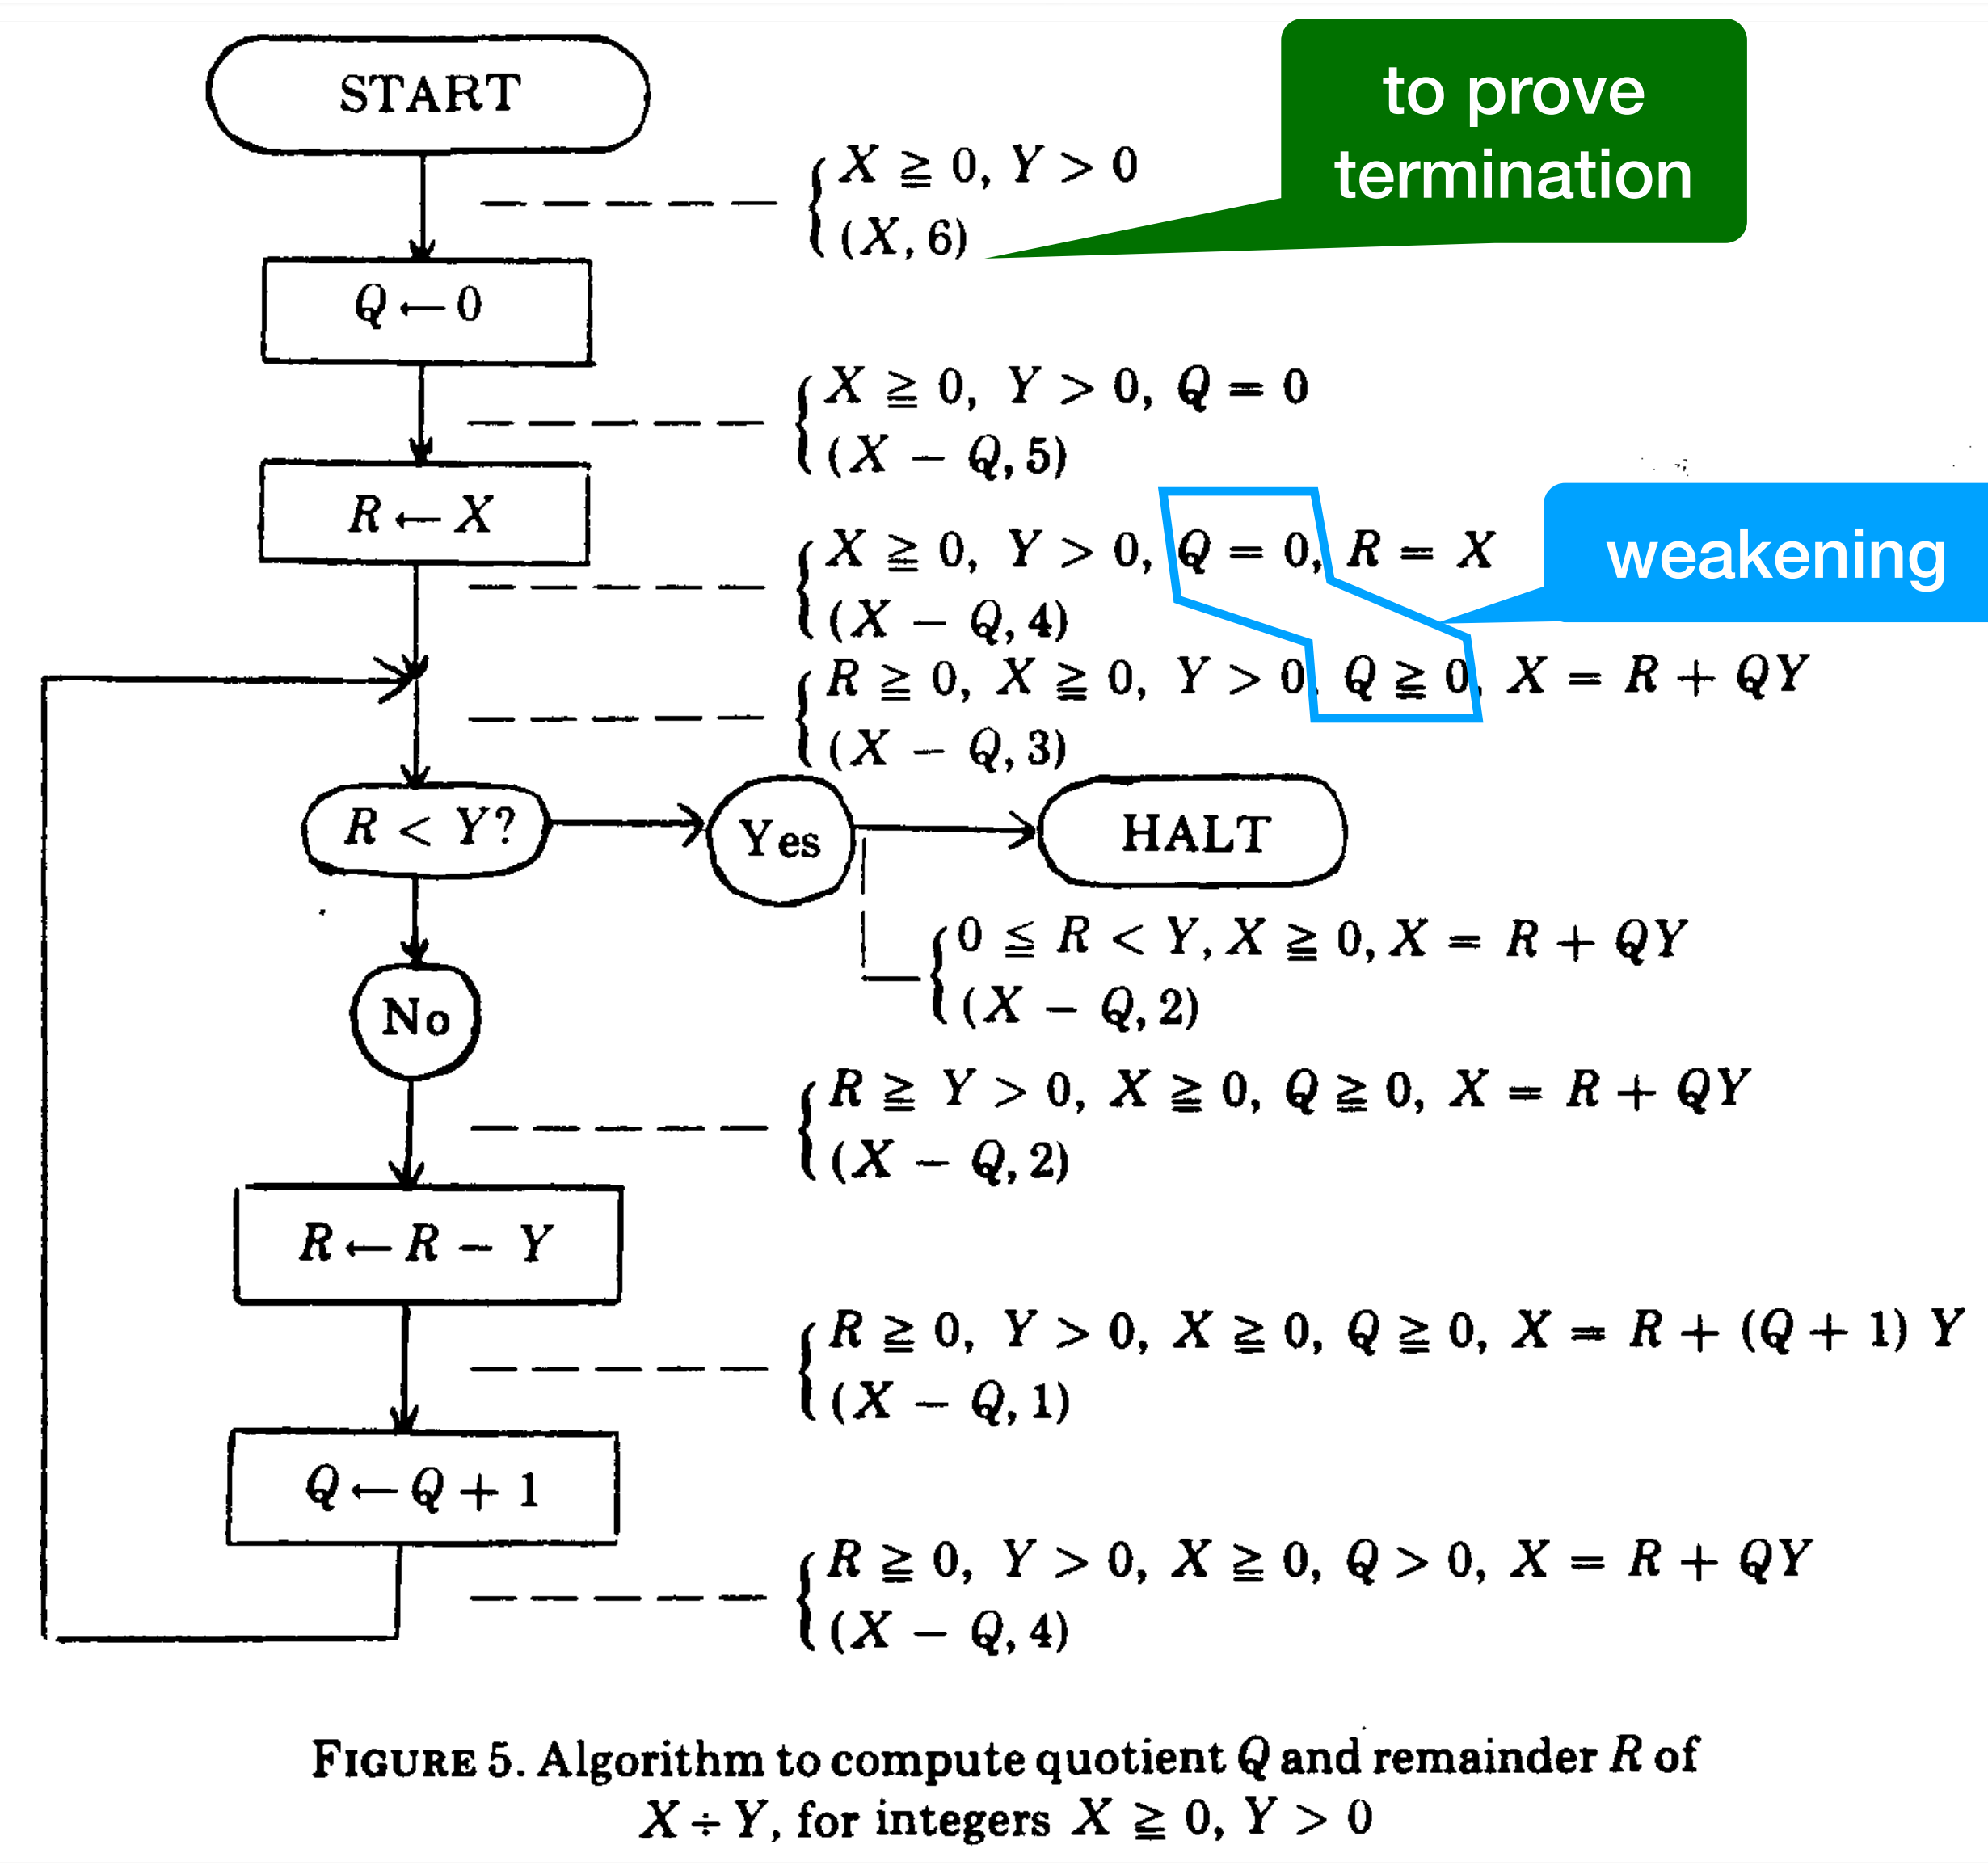 START
to prove
termination
X ≧ 0, Y > 0
(X, 6)
Q ← 0
X ≧ 0, Y > 0, Q = 0
(X − Q, 5)
R ← X
X ≧ 0, Y > 0, Q = 0, R = X
weakening
(X − Q, 4)
R ≧ 0, X ≧ 0, Y > 0, Q ≧ 0, X = R + QY
(X − Q, 3)
R < Y?
Yes
HALT
0 ≦ R < Y, X ≧ 0, X = R + QY
(X − Q, 2)
No
R ≧ Y > 0, X ≧ 0, Q ≧ 0, X = R + QY
(X − Q, 2)
R ← R − Y
R ≧ 0, Y > 0, X ≧ 0, Q ≧ 0, X = R + (Q + 1) Y
(X − Q, 1)
Q ← Q + 1
R ≧ 0, Y > 0, X ≧ 0, Q > 0, X = R + QY
(X − Q, 4)
FIGURE 5. Algorithm to compute quotient Q and remainder R of
X ÷ Y, for integers X ≧ 0, Y > 0